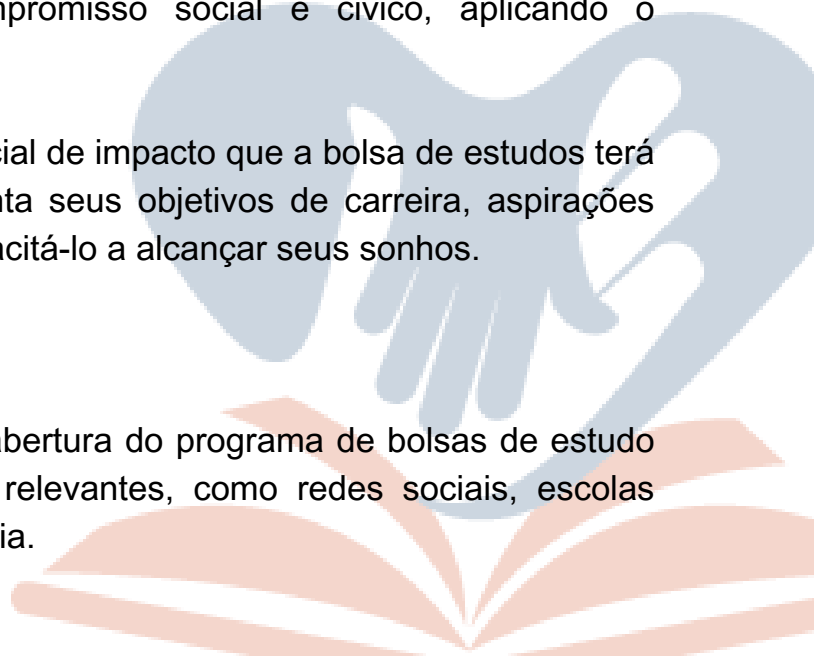 mpromisso social e cívico, aplicando o
cial de impacto que a bolsa de estudos terá
nta seus objetivos de carreira, aspirações
acitá-lo a alcançar seus sonhos.
abertura do programa de bolsas de estudo
relevantes, como redes sociais, escolas
ia.